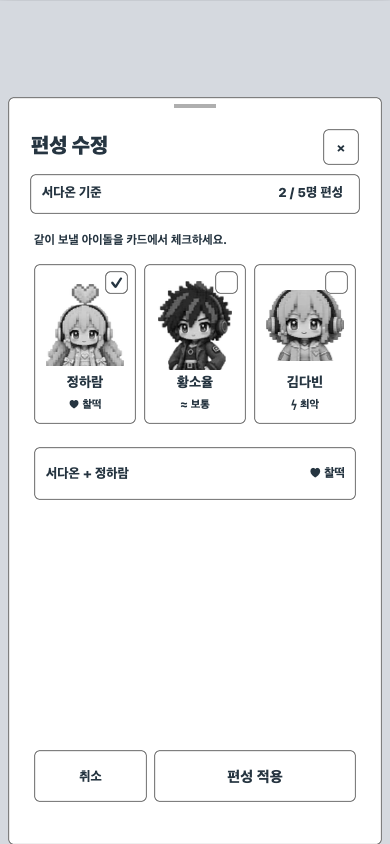 편성 수정
×
서다온 기준
2 / 5명 편성
같이 보낼 아이돌을 카드에서 체크하세요.
정하람
♥ 찰떡
황소율
≈ 보통
김다빈
ϟ 최악
서다온 + 정하람
♥ 찰떡
취소
편성 적용